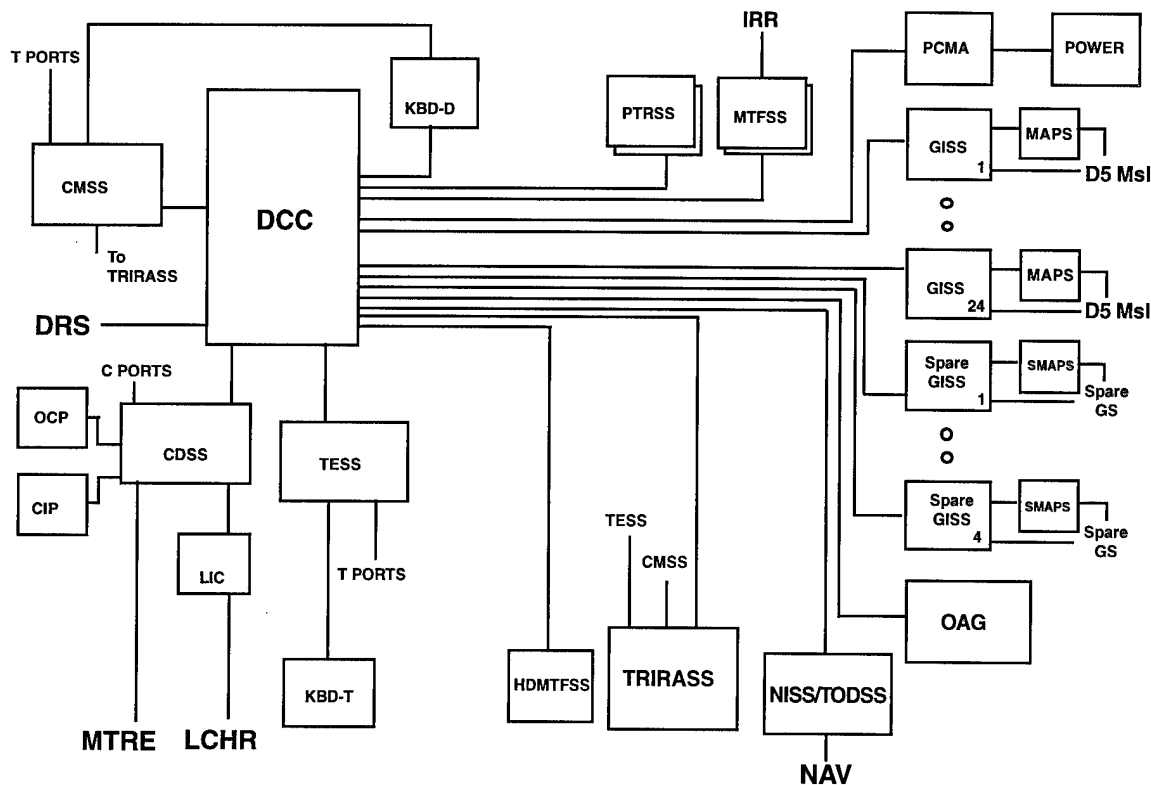 IRR
T PORTS
KBD-D
PTRSS
MTFSS
PCMA
POWER
GISS
1
MAPS
D5 Msl
CMSS
DCC
To
TRIRASS
GISS
24
MAPS
D5 Msl
DRS
C PORTS
OCP
CDSS
CIP
TESS
Spare
GISS
1
SMAPS
Spare
GS
Spare
GISS
4
SMAPS
Spare
GS
LIC
T PORTS
TESS
CMSS
OAG
KBD-T
HDMTFSS
TRIRASS
NISS/TODSS
MTRE
LCHR
NAV